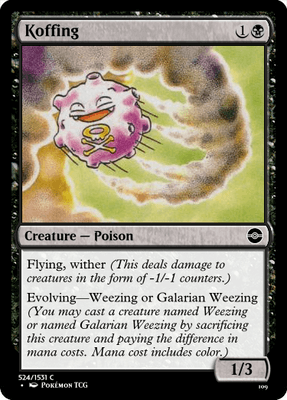 Koffing 1
Creature — Poison
Flying, wither (This deals damage to
creatures in the form of -1/-1 counters.)
Evolving—Weezing or Galarian Weezing
(You may cast a creature named Weezing
or named Galarian Weezing by sacrificing
this creature and paying the difference in
mana costs. Mana cost includes color.)
1/3
524/1531 C
• Pokémon TCG
109